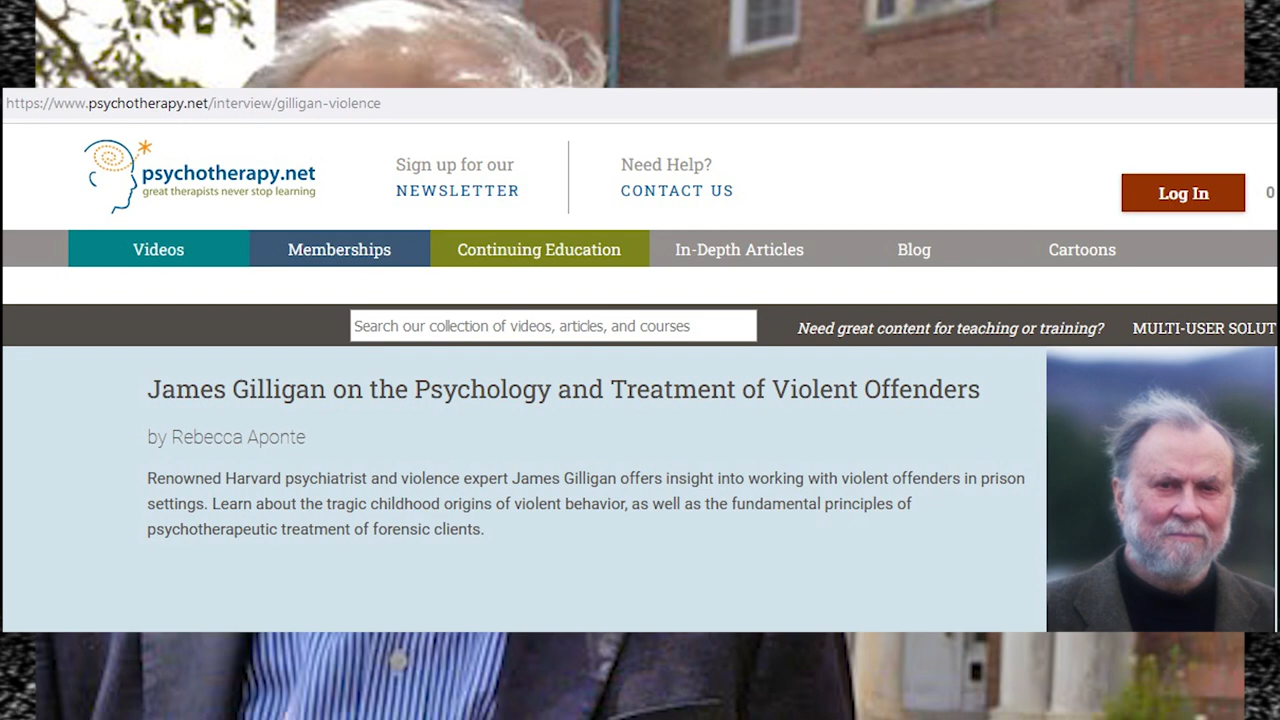 https://www.psychotherapy.net/interview/gilligan-violence
psychotherapy.net
great therapists never stop learning
Sign up for our
NEWSLETTER
Need Help?
CONTACT US
Log In
0
Videos
Memberships
Continuing Education
In-Depth Articles
Blog
Cartoons
Search our collection of videos, articles, and courses
Need great content for teaching or training?
MULTI-USER SOLUT
James Gilligan on the Psychology and Treatment of Violent Offenders
by Rebecca Aponte
Renowned Harvard psychiatrist and violence expert James Gilligan offers insight into working with violent offenders in prison
settings. Learn about the tragic childhood origins of violent behavior, as well as the fundamental principles of
psychotherapeutic treatment of forensic clients.